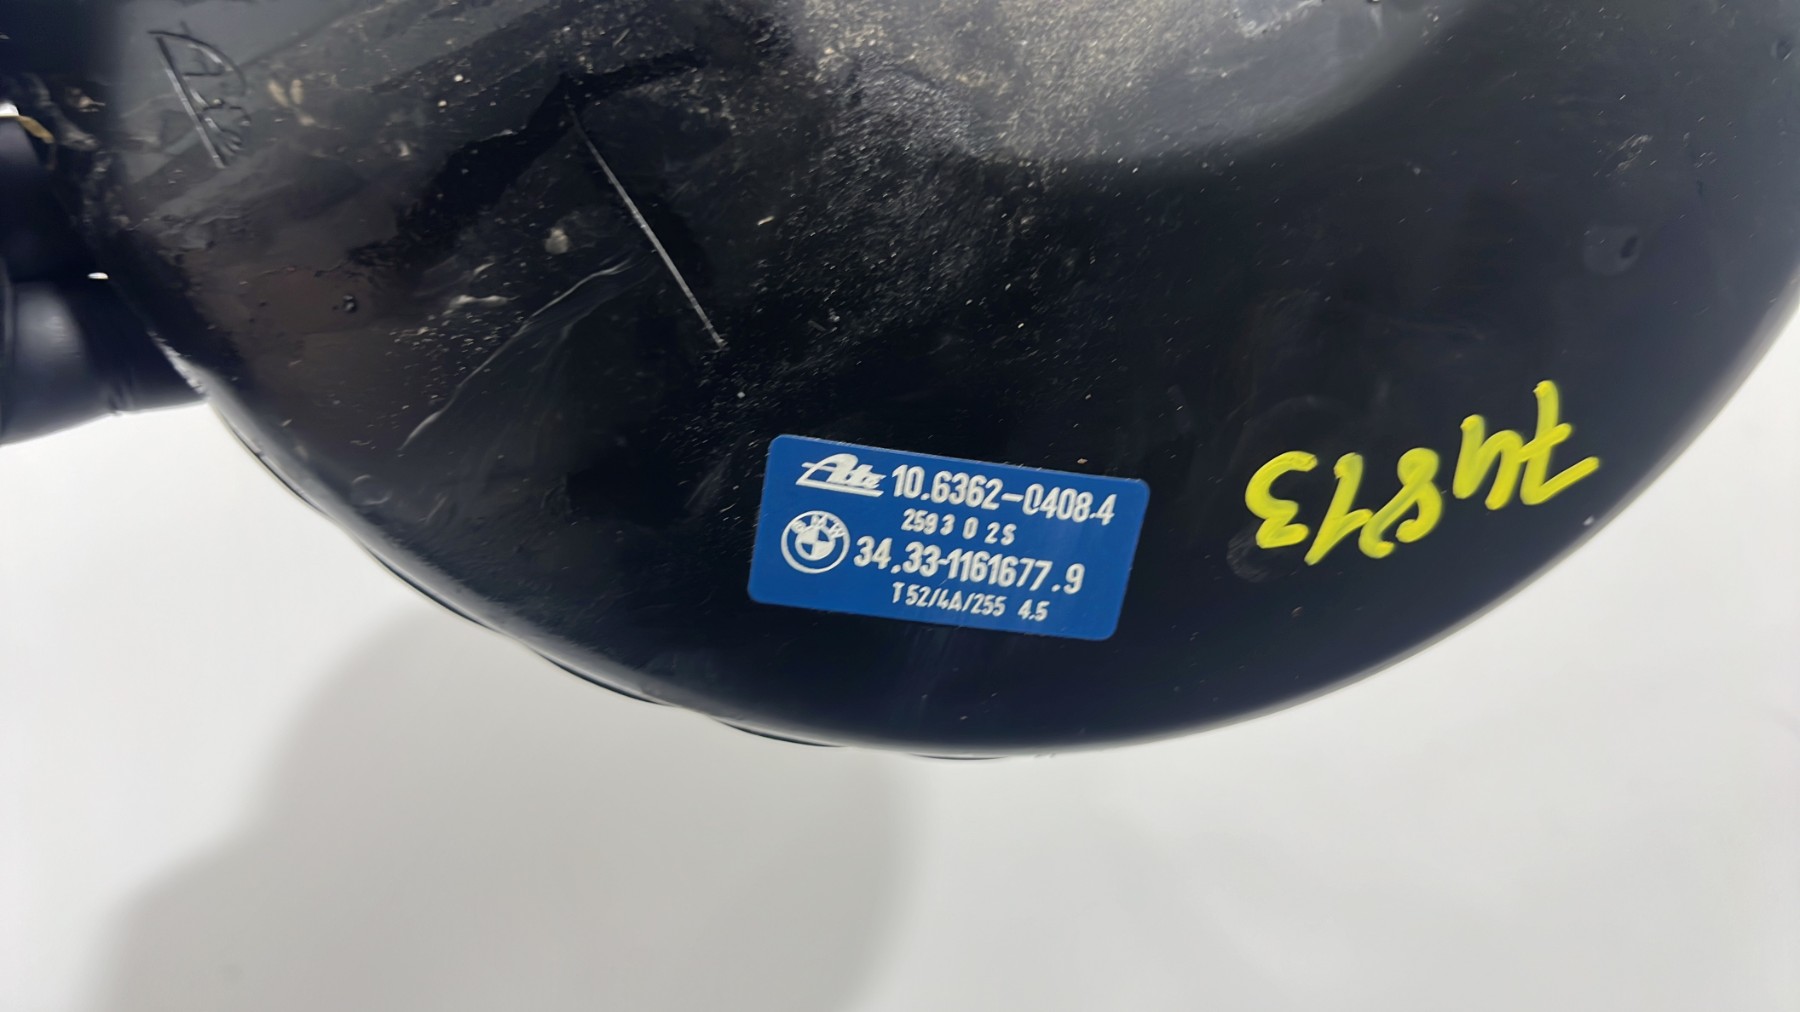 Ate 10.6362-0408.4
259 3 0 2S
BMW 34.33-1161677.9
T52/4A/255 4.5
74873